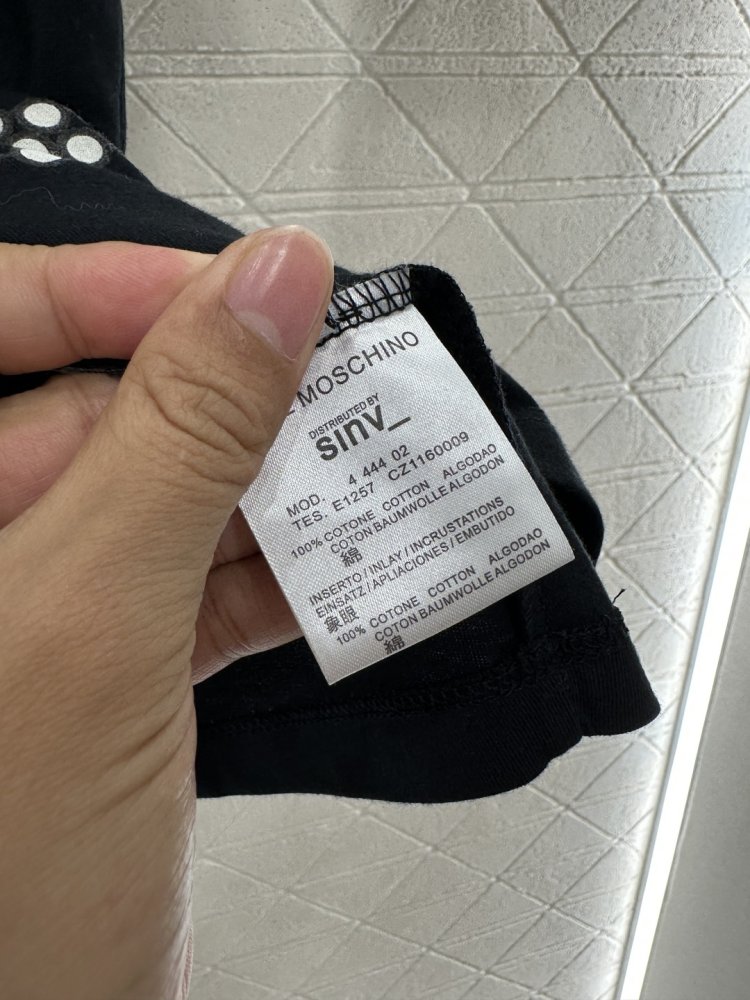 MOSCHINO
DISTRIBUTED BY
sinv_
MOD. 4 444 02
TES. E1257 CZ1160009
100% COTONE COTTON ALGODAO
COTON BAUMWOLLE ALGODON
綿
INSERTO / INLAY / INCRUSTATIONS
EINSATZ / APLIACIONES / EMBUTIDO
象眼
100% COTONE COTTON ALGODAO
COTON BAUMWOLLE ALGODON
綿